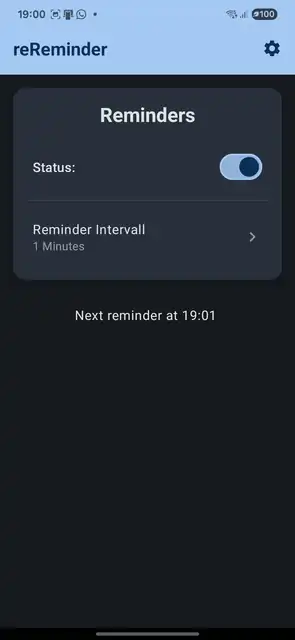 19:00
100
reReminder
Reminders
Status:
Reminder Intervall
1 Minutes
Next reminder at 19:01